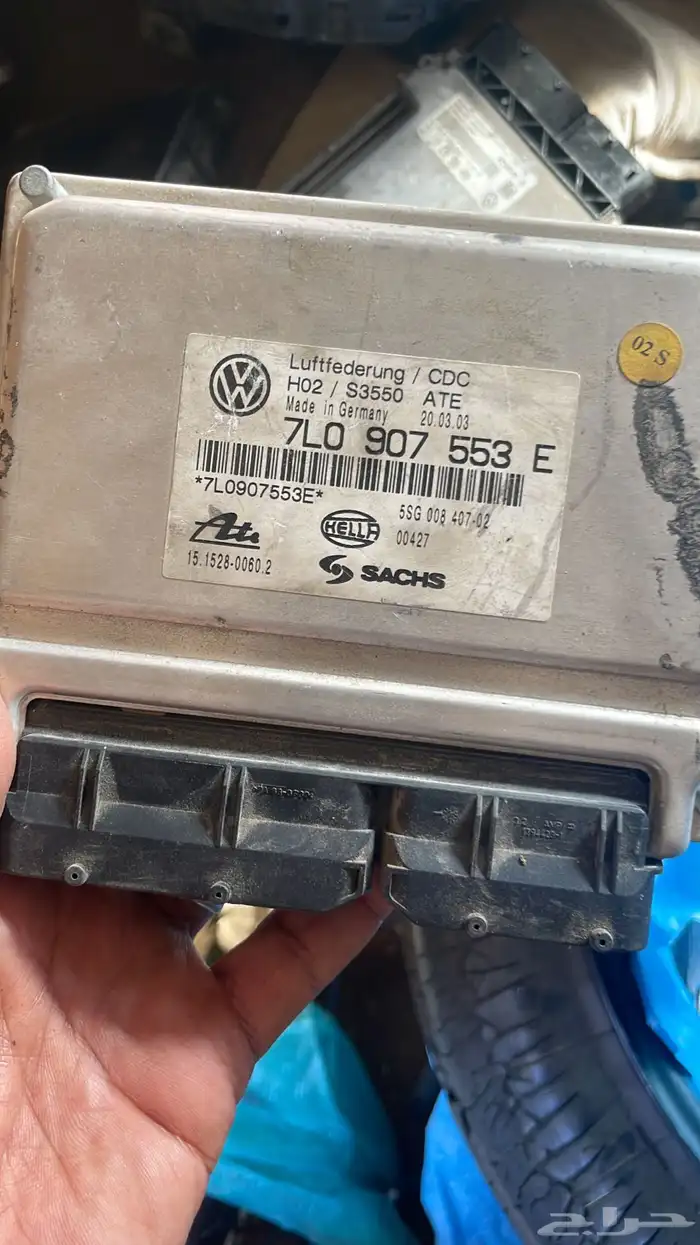 02 S
Luftfederung / CDC
H02 / S3550 ATE
Made in Germany 20.03.03
7L0 907 553 E
*7L0907553E*
5SG 008 407-02
00427
Ate
HELLA
15.1528-0060.2
SACHS
حراج